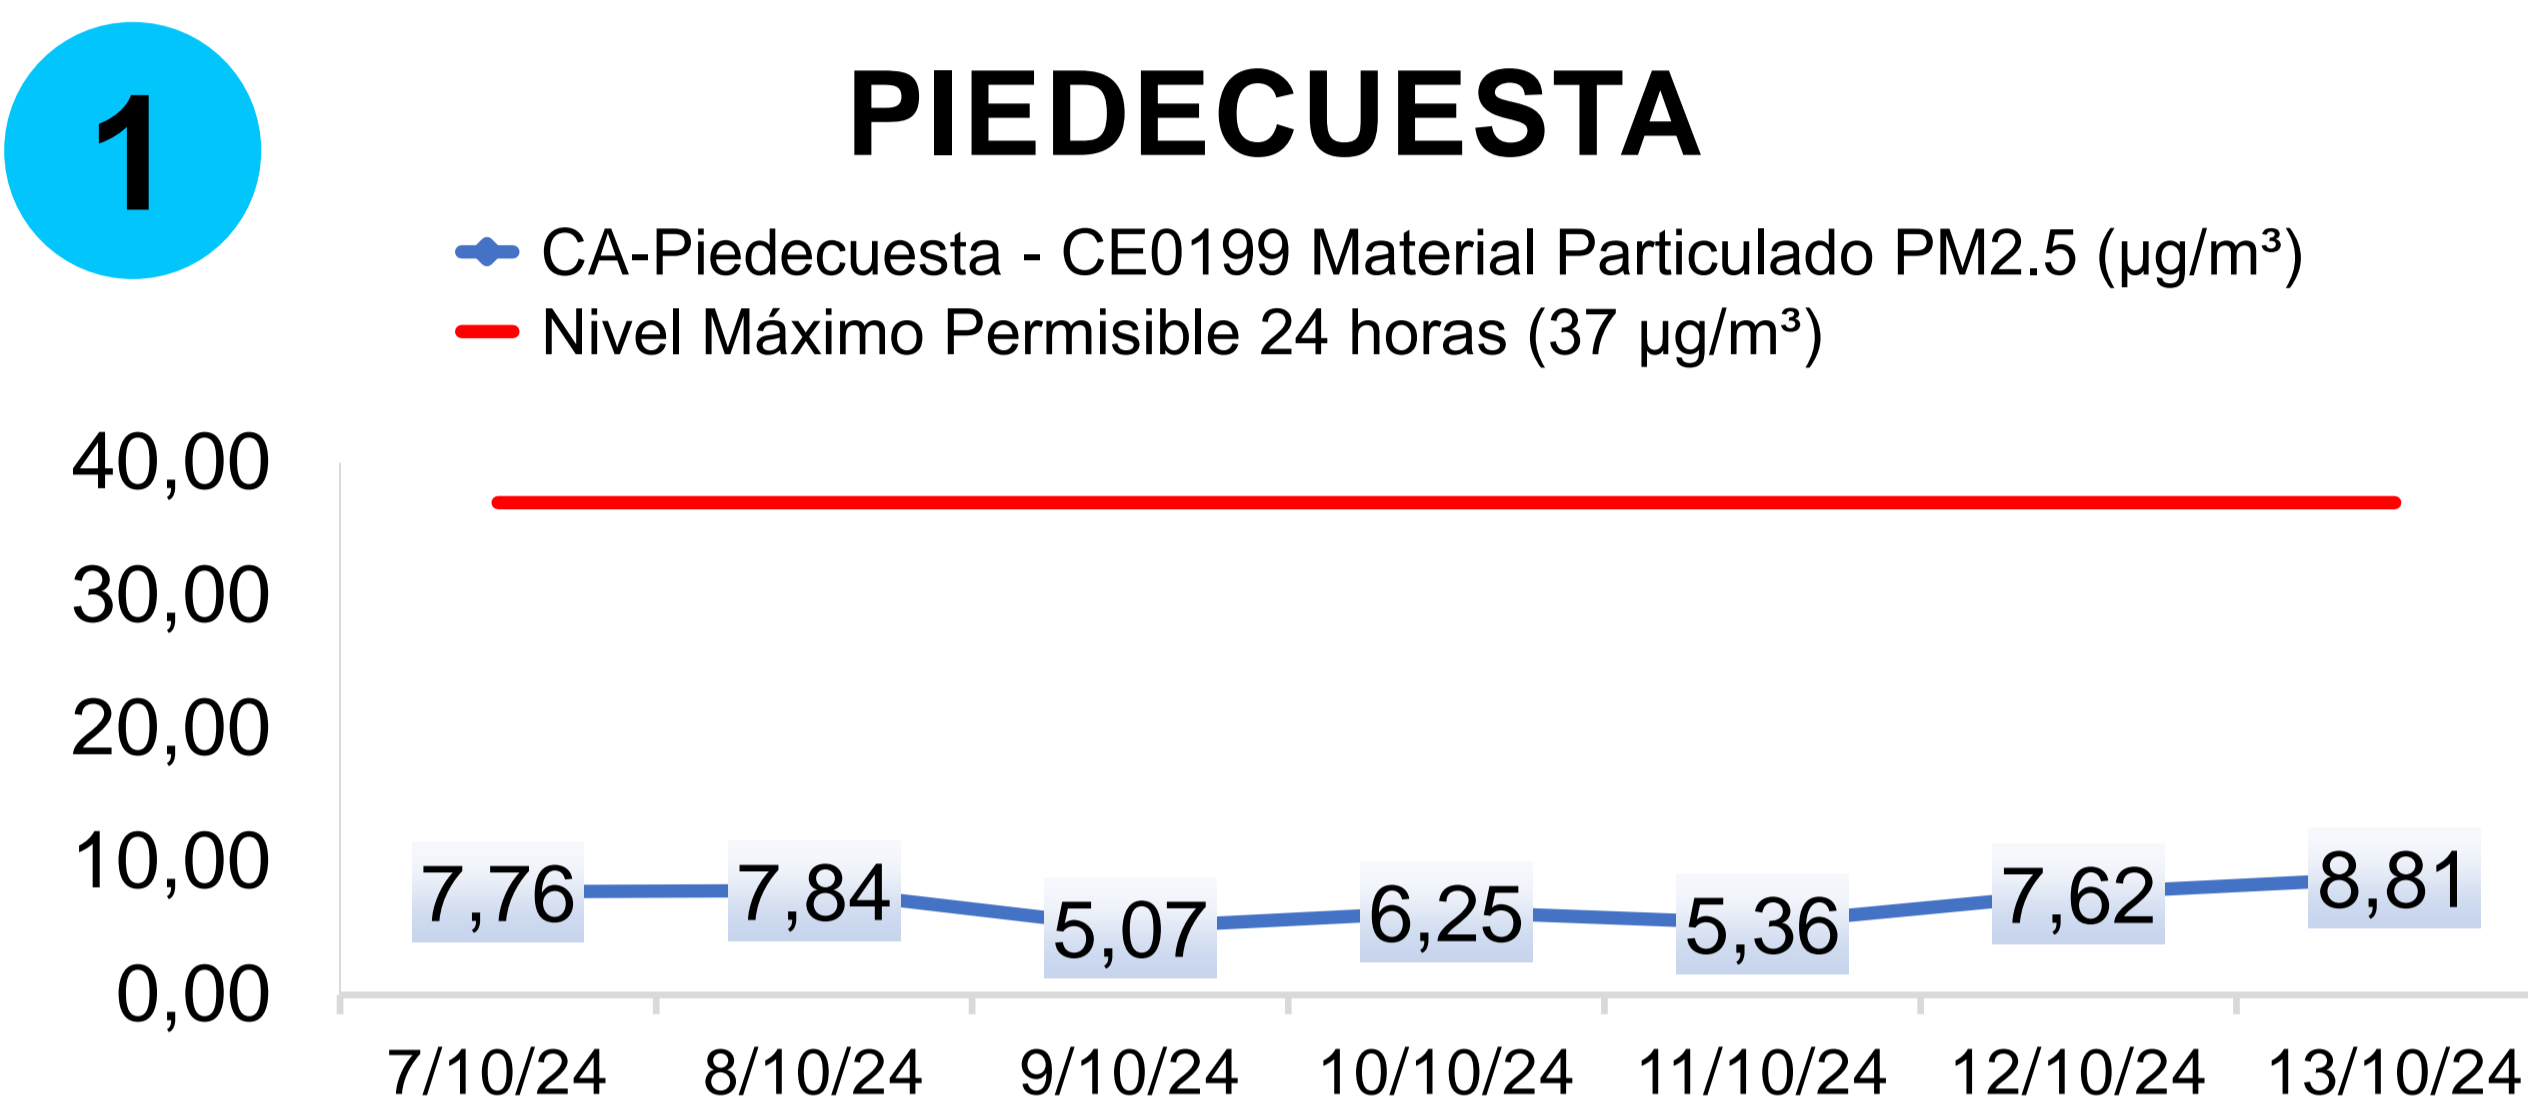 1
PIEDECUESTA
CA-Piedecuesta - CE0199 Material Particulado PM2.5 (µg/m³)
Nivel Máximo Permisible 24 horas (37 µg/m³)
40,00
30,00
20,00
10,00
0,00
7,76 7,84 5,07 6,25 5,36 7,62 8,81
7/10/24 8/10/24 9/10/24 10/10/24 11/10/24 12/10/24 13/10/24